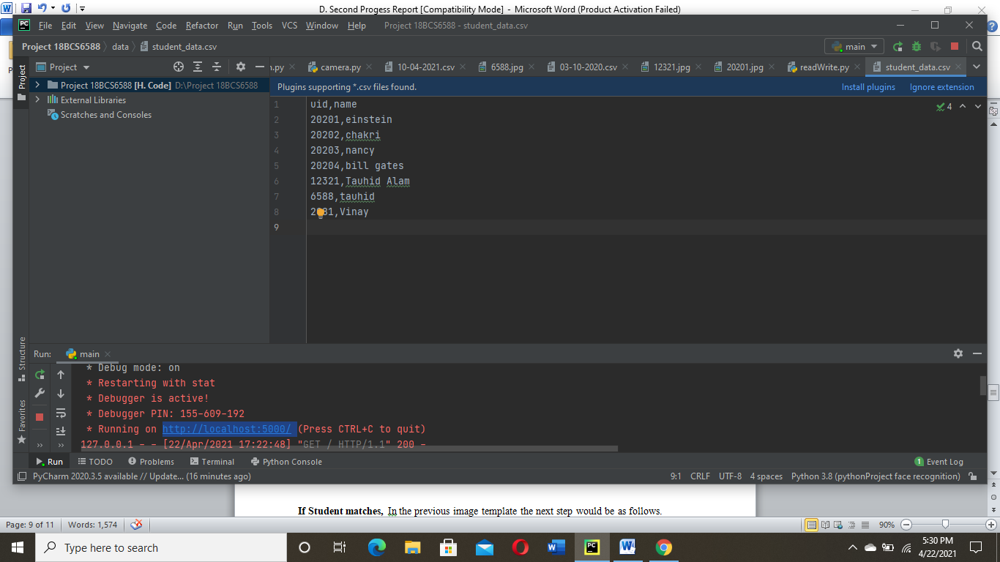 D. Second Progess Report [Compatibility Mode] - Microsoft Word (Product Activation Failed)
PC File Edit View Navigate Code Refactor Run Tools VCS Window Help Project 18BCS6588 - student_data.csv
Project 18BCS6588 data student_data.csv main
Project
Project
.py camera.py 10-04-2021.csv 6588.jpg 03-10-2020.csv 12321.jpg 20201.jpg readWrite.py student_data.csv
Project 18BCS6588 [H. Code] D:\Project 18BCS6588
External Libraries
Scratches and Consoles
Plugins supporting *.csv files found. Install plugins Ignore extension
4
1 uid,name
2 20201,einstein
3 20202,chakri
4 20203,nancy
5 20204,bill gates
6 12321,Tauhid Alam
7 6588,tauhid
8 2081,Vinay
9
Structure
Favorites
Run: main
* Debug mode: on
* Restarting with stat
* Debugger is active!
* Debugger PIN: 155-609-192
* Running on http://localhost:5000/ (Press CTRL+C to quit)
127.0.0.1 - - [22/Apr/2021 17:22:48] "GET / HTTP/1.1" 200 -
Run TODO Problems Terminal Python Console 1 Event Log
PyCharm 2020.3.5 available // Update... (16 minutes ago) 9:1 CRLF UTF-8 4 spaces Python 3.8 (pythonProject face recognition)
If Student matches, In the previous image template the next step would be as follows.
Page: 9 of 11 Words: 1,574 90%
Type here to search
5:30 PM
4/22/2021